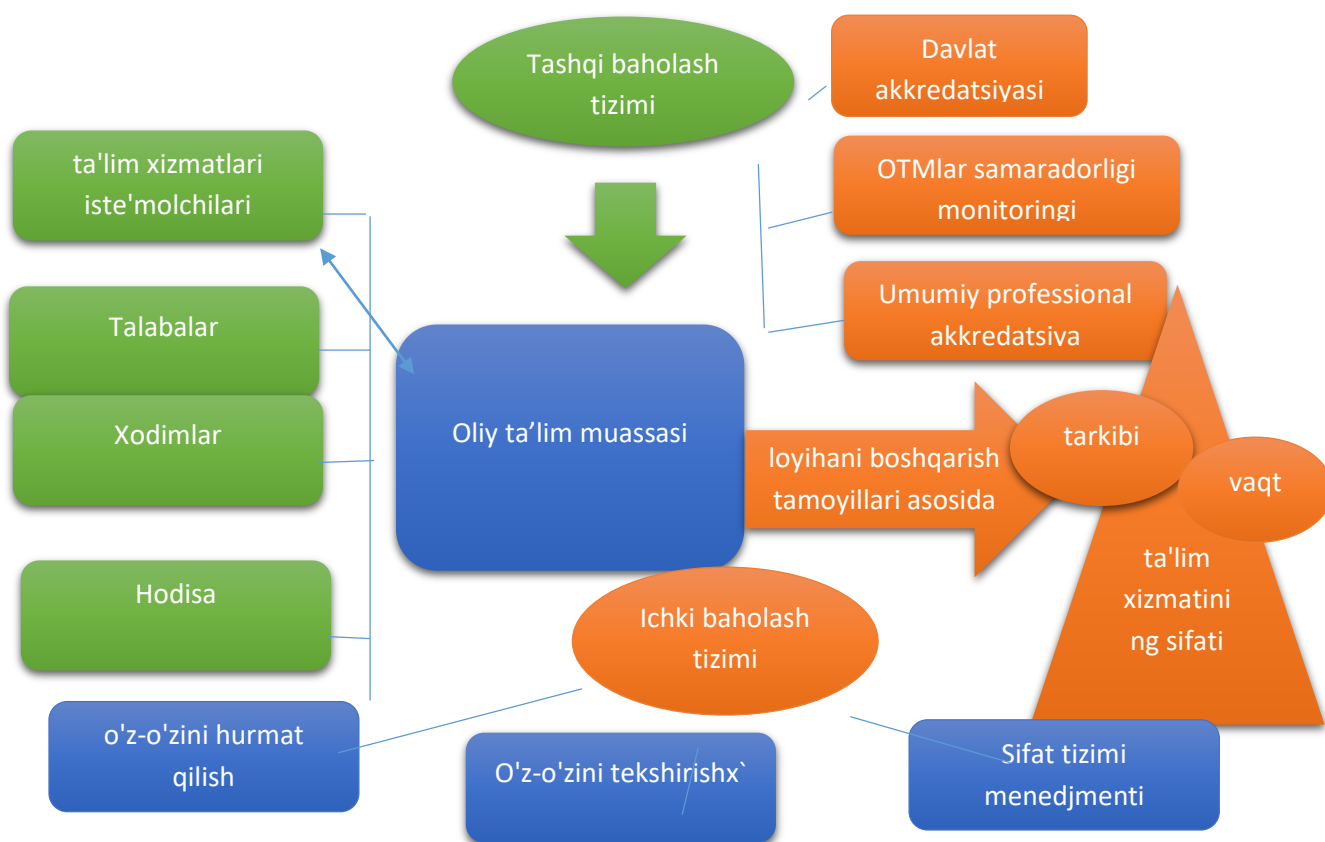 Tashqi baholash
tizimi
Davlat
akkredatsiyasi
ta'lim xizmatlari
iste'molchilari
OTMlar samaradorligi
monitoringi
Talabalar
Umumiy professional
akkredatsiva
Xodimlar
Oliy ta’lim muassasi
loyihani boshqarish
tamoyillari asosida
tarkibi
vaqt
Hodisa
Ichki baholash
tizimi
ta'lim
xizmatini
ng sifati
o'z-o'zini hurmat
qilish
O'z-o'zini tekshirishx`
Sifat tizimi
menedjmenti